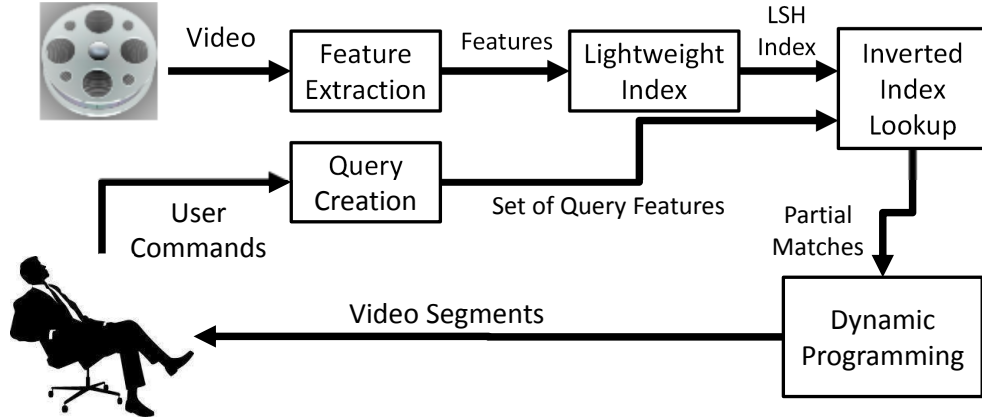 Video
Feature
Extraction
Features
Lightweight
Index
LSH
Index
Inverted
Index
Lookup
Query
Creation
User
Commands
Set of Query Features
Partial
Matches
Dynamic
Programming
Video Segments